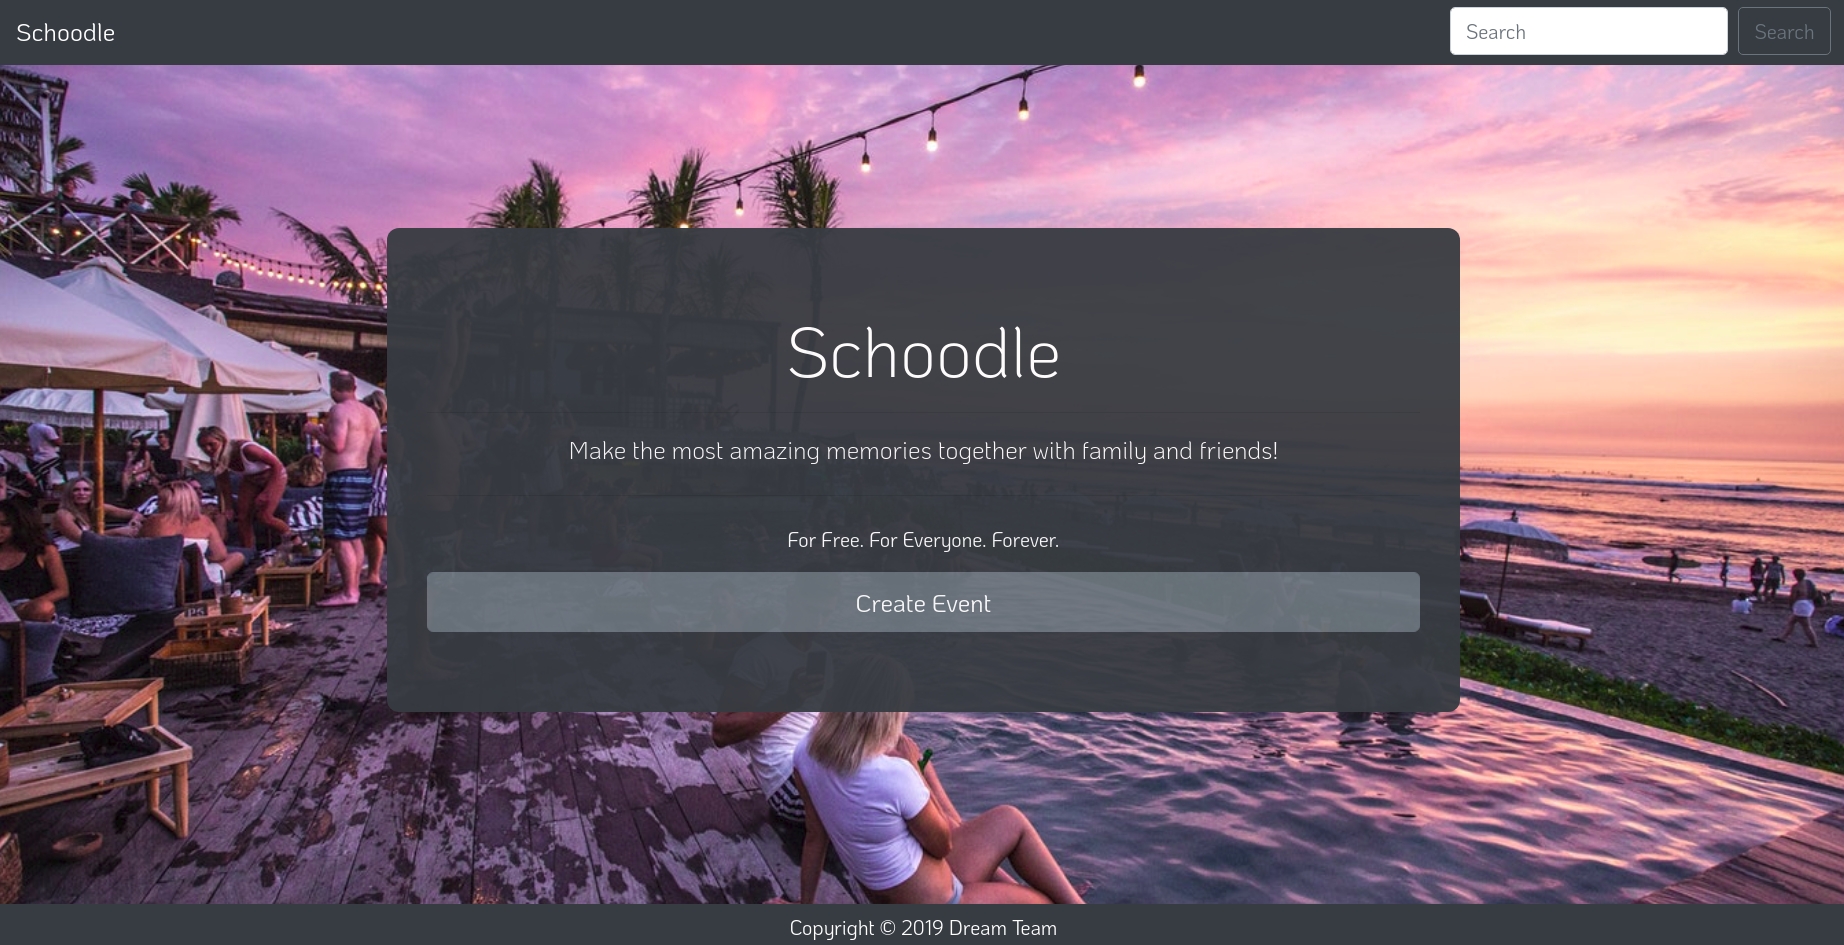 Schoodle
Search
Search
Schoodle
Make the most amazing memories together with family and friends!
For Free. For Everyone. Forever.
Create Event
Copyright © 2019 Dream Team